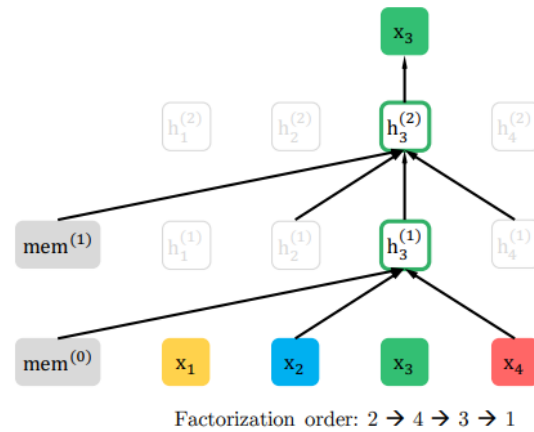 x₃
h₁⁽²⁾ h₂⁽²⁾ h₃⁽²⁾ h₄⁽²⁾
mem⁽¹⁾ h₁⁽¹⁾ h₂⁽¹⁾ h₃⁽¹⁾ h₄⁽¹⁾
mem⁽⁰⁾ x₁ x₂ x₃ x₄
Factorization order: 2 → 4 → 3 → 1